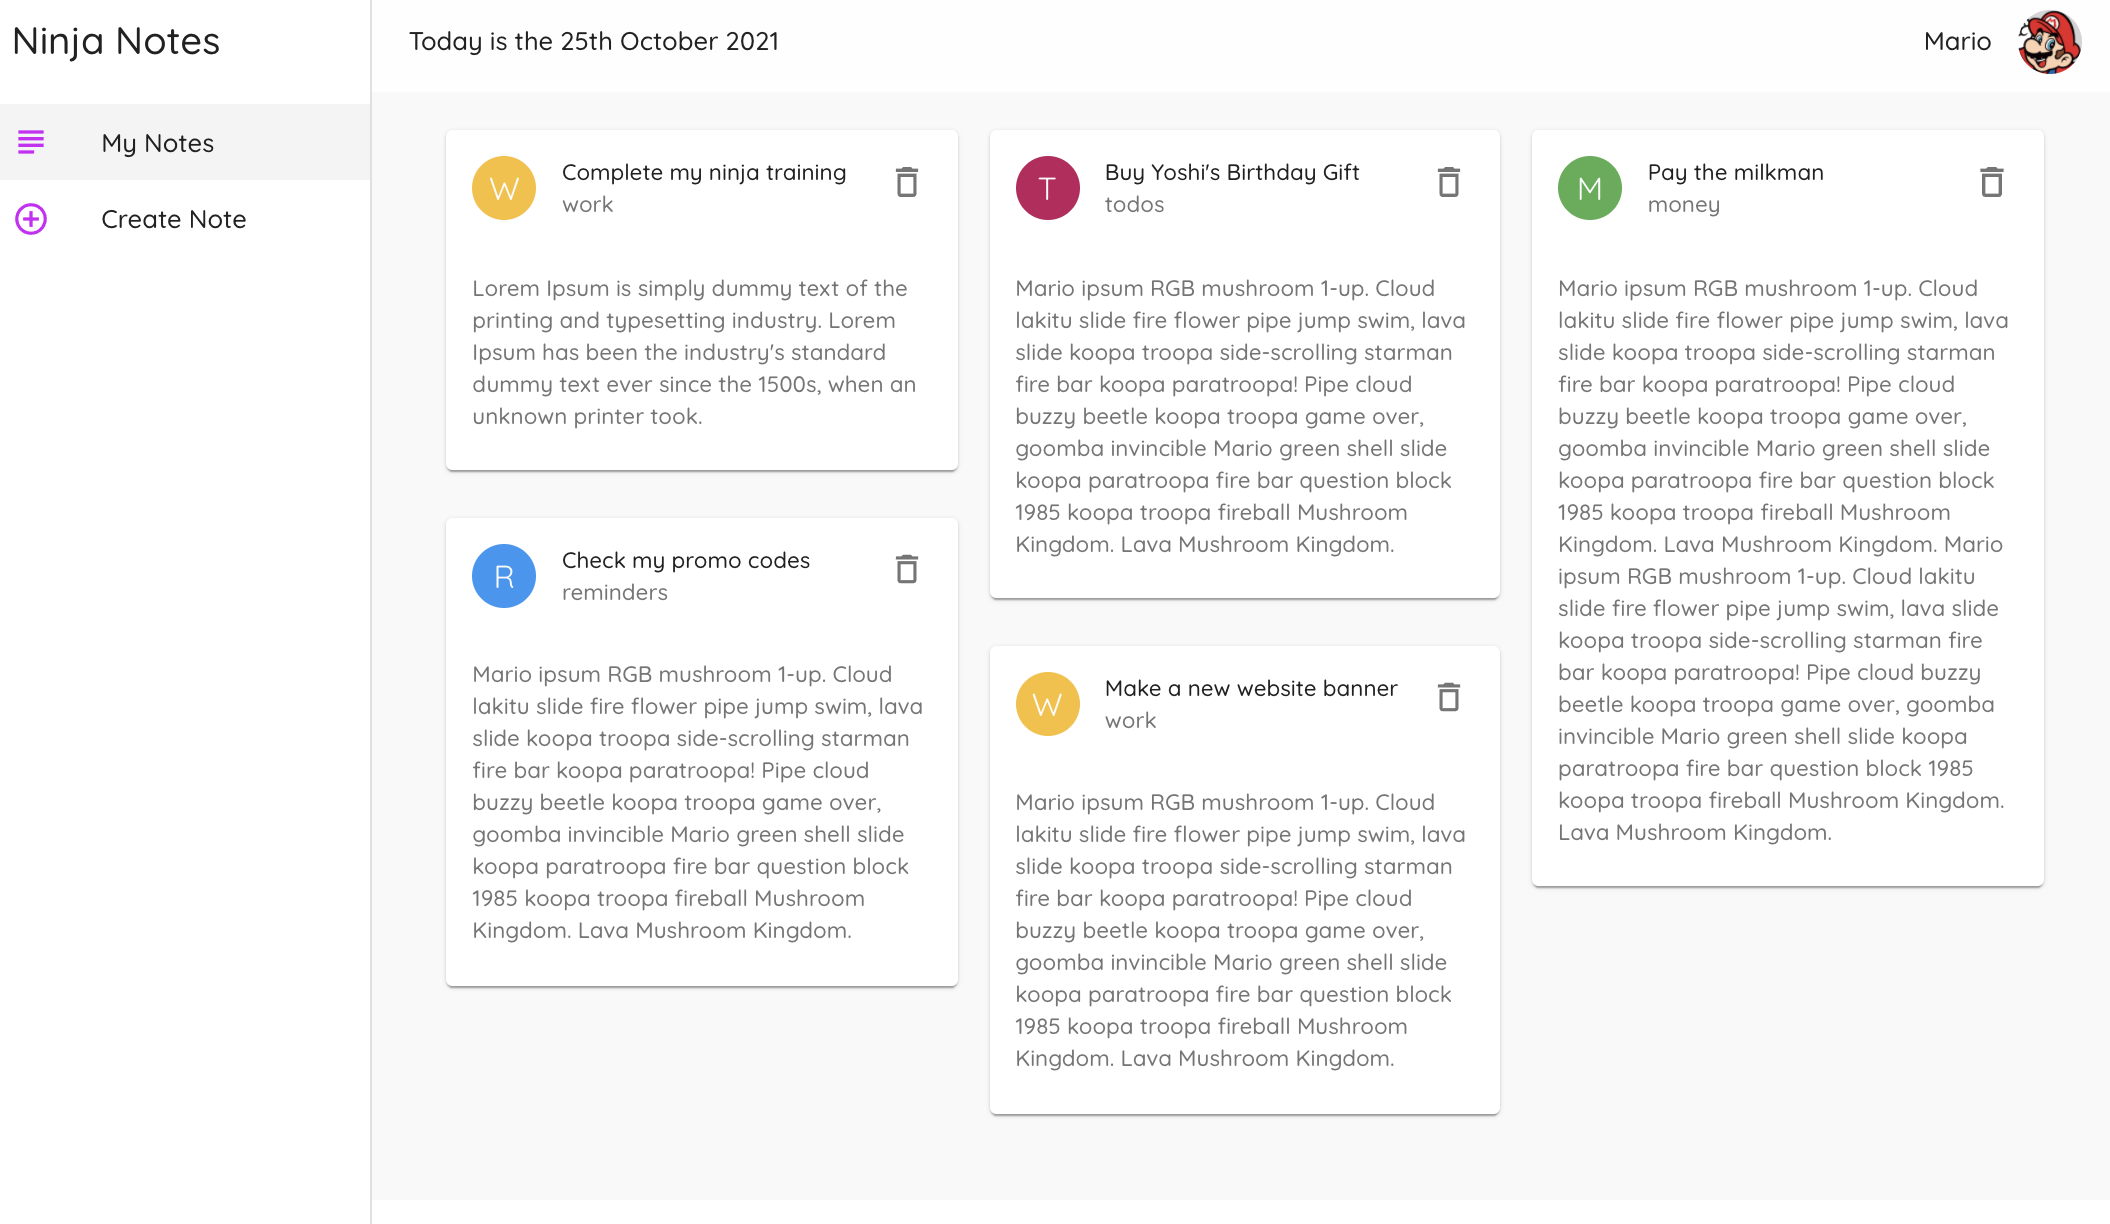 Ninja Notes
My Notes
Create Note
Today is the 25th October 2021
Mario
W
Complete my ninja training
work
Lorem Ipsum is simply dummy text of the
printing and typesetting industry. Lorem
Ipsum has been the industry's standard
dummy text ever since the 1500s, when an
unknown printer took.
R
Check my promo codes
reminders
Mario ipsum RGB mushroom 1-up. Cloud
lakitu slide fire flower pipe jump swim, lava
slide koopa troopa side-scrolling starman
fire bar koopa paratroopa! Pipe cloud
buzzy beetle koopa troopa game over,
goomba invincible Mario green shell slide
koopa paratroopa fire bar question block
1985 koopa troopa fireball Mushroom
Kingdom. Lava Mushroom Kingdom.
T
Buy Yoshi's Birthday Gift
todos
Mario ipsum RGB mushroom 1-up. Cloud
lakitu slide fire flower pipe jump swim, lava
slide koopa troopa side-scrolling starman
fire bar koopa paratroopa! Pipe cloud
buzzy beetle koopa troopa game over,
goomba invincible Mario green shell slide
koopa paratroopa fire bar question block
1985 koopa troopa fireball Mushroom
Kingdom. Lava Mushroom Kingdom.
W
Make a new website banner
work
Mario ipsum RGB mushroom 1-up. Cloud
lakitu slide fire flower pipe jump swim, lava
slide koopa troopa side-scrolling starman
fire bar koopa paratroopa! Pipe cloud
buzzy beetle koopa troopa game over,
goomba invincible Mario green shell slide
koopa paratroopa fire bar question block
1985 koopa troopa fireball Mushroom
Kingdom. Lava Mushroom Kingdom.
M
Pay the milkman
money
Mario ipsum RGB mushroom 1-up. Cloud
lakitu slide fire flower pipe jump swim, lava
slide koopa troopa side-scrolling starman
fire bar koopa paratroopa! Pipe cloud
buzzy beetle koopa troopa game over,
goomba invincible Mario green shell slide
koopa paratroopa fire bar question block
1985 koopa troopa fireball Mushroom
Kingdom. Lava Mushroom Kingdom. Mario
ipsum RGB mushroom 1-up. Cloud lakitu
slide fire flower pipe jump swim, lava slide
koopa troopa side-scrolling starman fire
bar koopa paratroopa! Pipe cloud buzzy
beetle koopa troopa game over, goomba
invincible Mario green shell slide koopa
paratroopa fire bar question block 1985
koopa troopa fireball Mushroom Kingdom.
Lava Mushroom Kingdom.